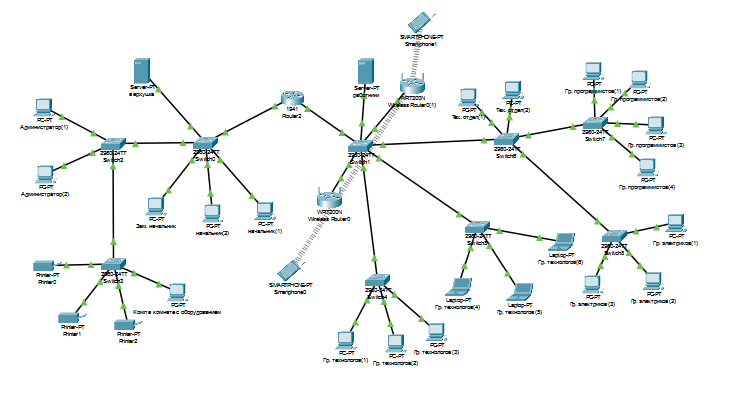 SMARTPHONE-PT
Smartphone1
Server-PT
верхушка
Server-PT
работники
1941
Router2
WRT300N
Wireless Router0(1)
PC-PT
Тех. отдел(1)
PC-PT
Тех. отдел(2)
PC-PT
Гр. программистов(1)
PC-PT
Гр. программистов(2)
PC-PT
Администратор(1)
2960-24TT
Switch2
2960-24TT
Switch0
2960-24TT
Switch1
2960-24TT
Switch6
2960-24TT
Switch7
PC-PT
Гр. программистов(3)
PC-PT
Администратор(2)
PC-PT
Гр. программистов(4)
PC-PT
Зам. начальник
PC-PT
начальник(2)
PC-PT
начальник(1)
WRT300N
Wireless Router0
2960-24TT
Switch5
2960-24TT
Switch8
PC-PT
Гр. электриков(1)
Laptop-PT
Гр. технологов(6)
Printer-PT
Printer0
2960-24TT
Switch3
SMARTPHONE-PT
Smartphone0
2960-24TT
Switch4
PC-PT
Комп в комнате с оборудованием
Laptop-PT
Гр. технологов(4)
Laptop-PT
Гр. технологов(5)
PC-PT
Гр. электриков(3)
PC-PT
Гр. электриков(2)
Printer-PT
Printer1
Printer-PT
Printer2
PC-PT
Гр. технологов(1)
PC-PT
Гр. технологов(2)
PC-PT
Гр. технологов(3)